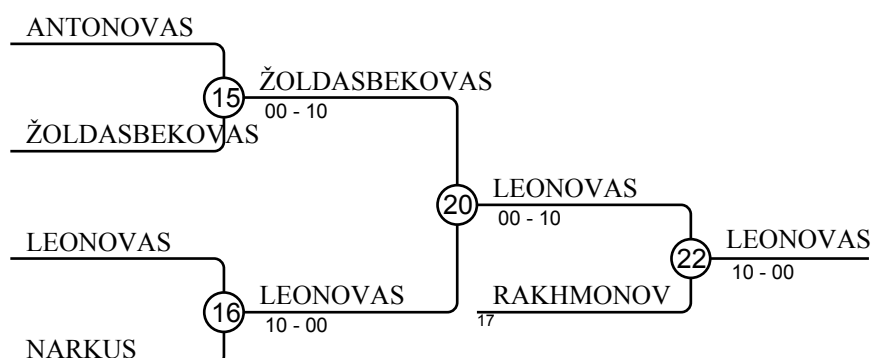 ANTONOVAS
15
ŽOLDASBEKOVAS
00 - 10
ŽOLDASBEKOVAS
20
LEONOVAS
00 - 10
LEONOVAS
22
LEONOVAS
10 - 00
16
LEONOVAS
10 - 00
RAKHMONOV
17
NARKUS